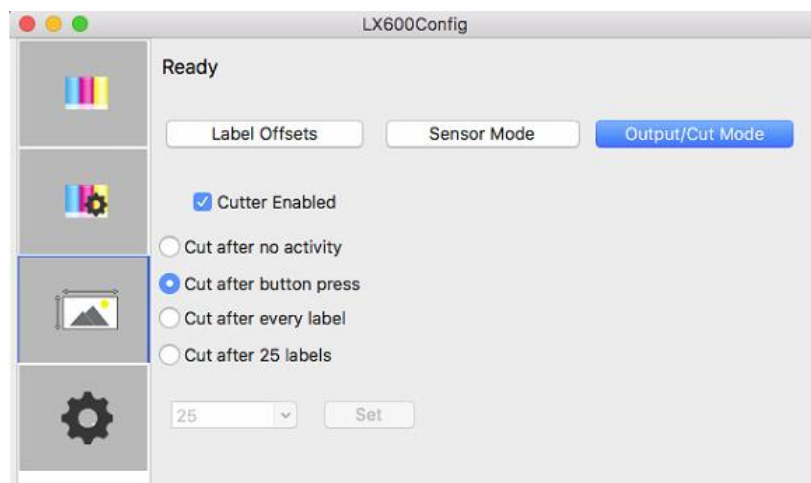 LX600Config
Ready
Label Offsets Sensor Mode Output/Cut Mode
Cutter Enabled
Cut after no activity
Cut after button press
Cut after every label
Cut after 25 labels
25 Set